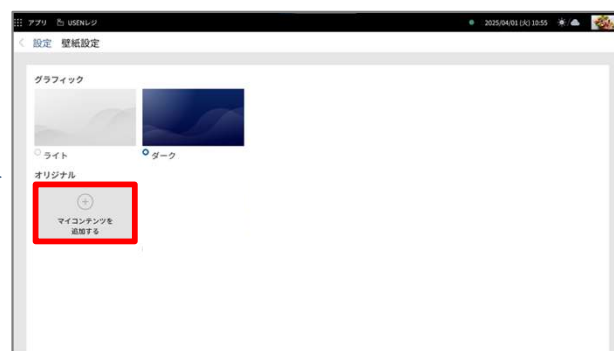 アプリ USENレジ 2025/04/01 (火) 10:55
設定 壁紙設定
グラフィック
ライト ダーク
オリジナル
マイコンテンツを
追加する